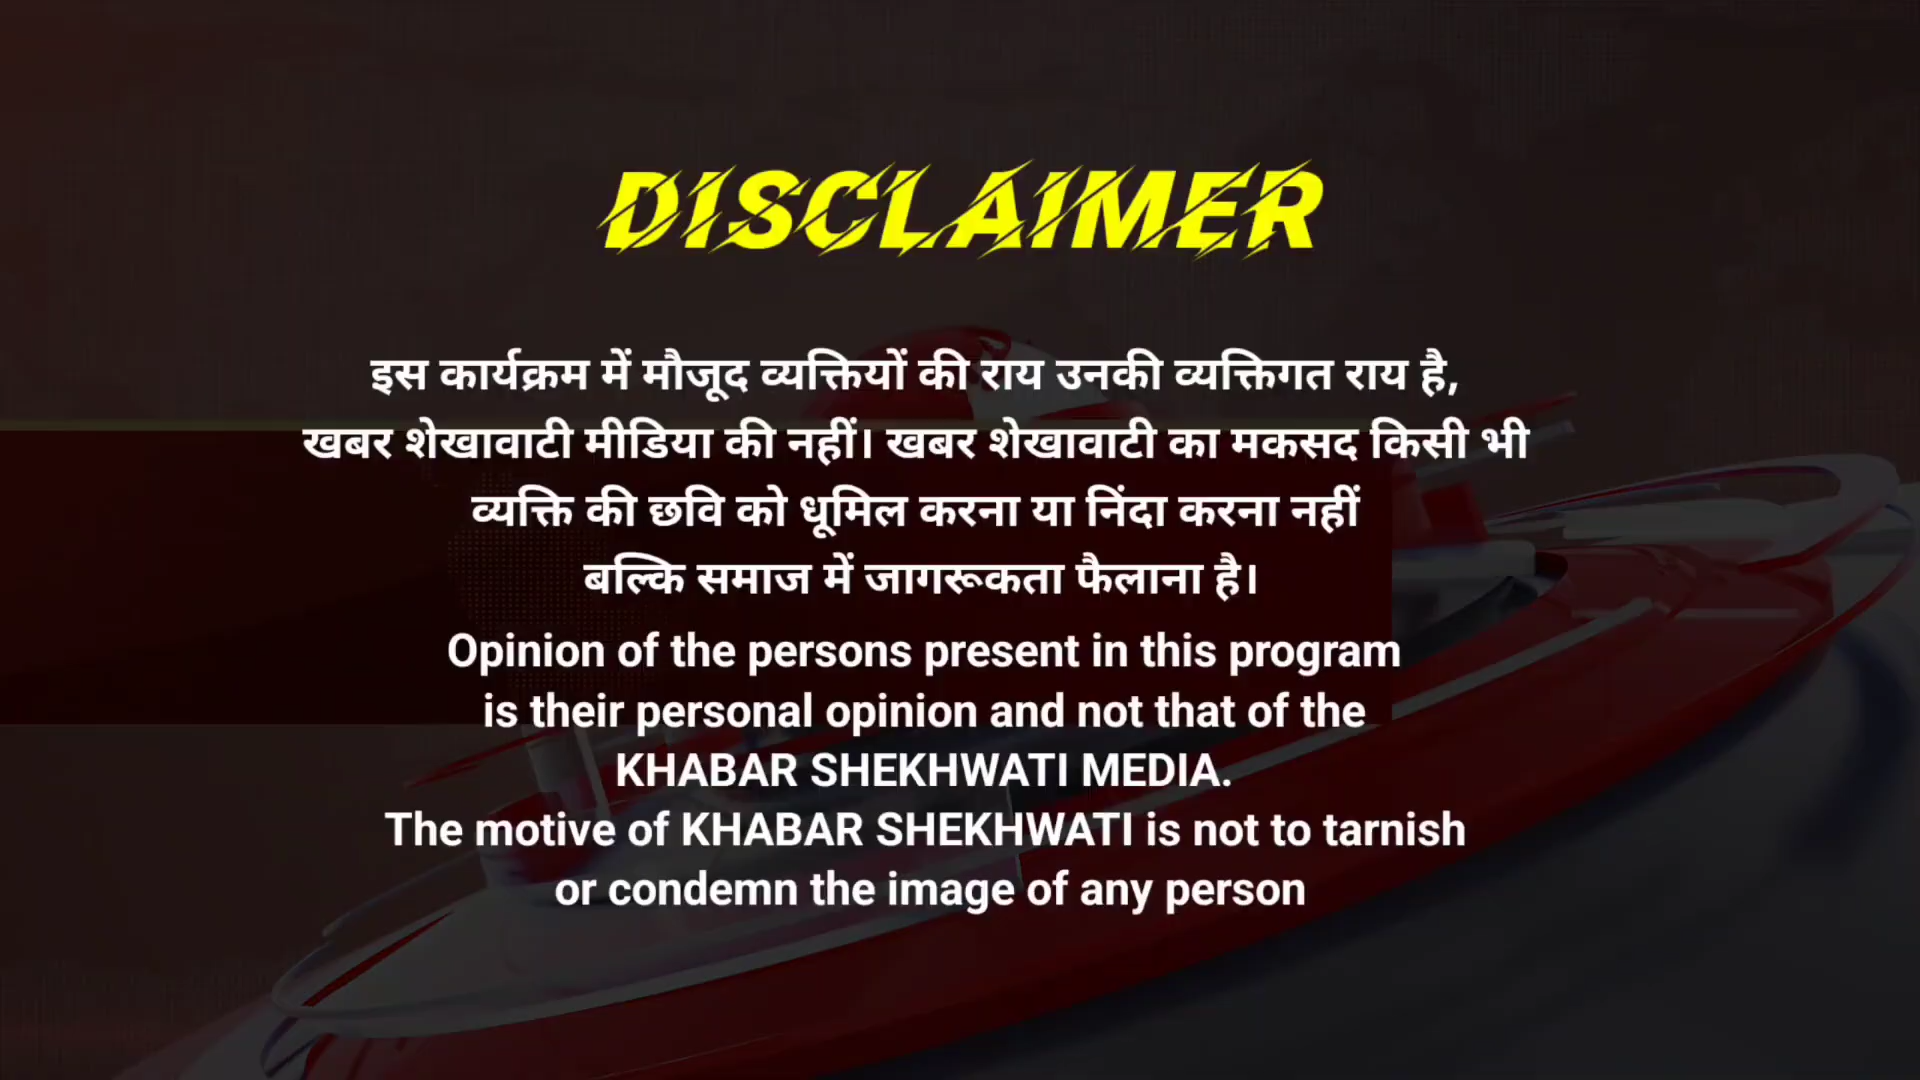 DISCLAIMER
इस कार्यक्रम में मौजूद व्यक्तियों की राय उनकी व्यक्तिगत राय है,
खबर शेखावाटी मीडिया की नहीं। खबर शेखावाटी का मकसद किसी भी
व्यक्ति की छवि को धूमिल करना या निंदा करना नहीं
बल्कि समाज में जागरूकता फैलाना है।
Opinion of the persons present in this program
is their personal opinion and not that of the
KHABAR SHEKHWATI MEDIA.
The motive of KHABAR SHEKHWATI is not to tarnish
or condemn the image of any person